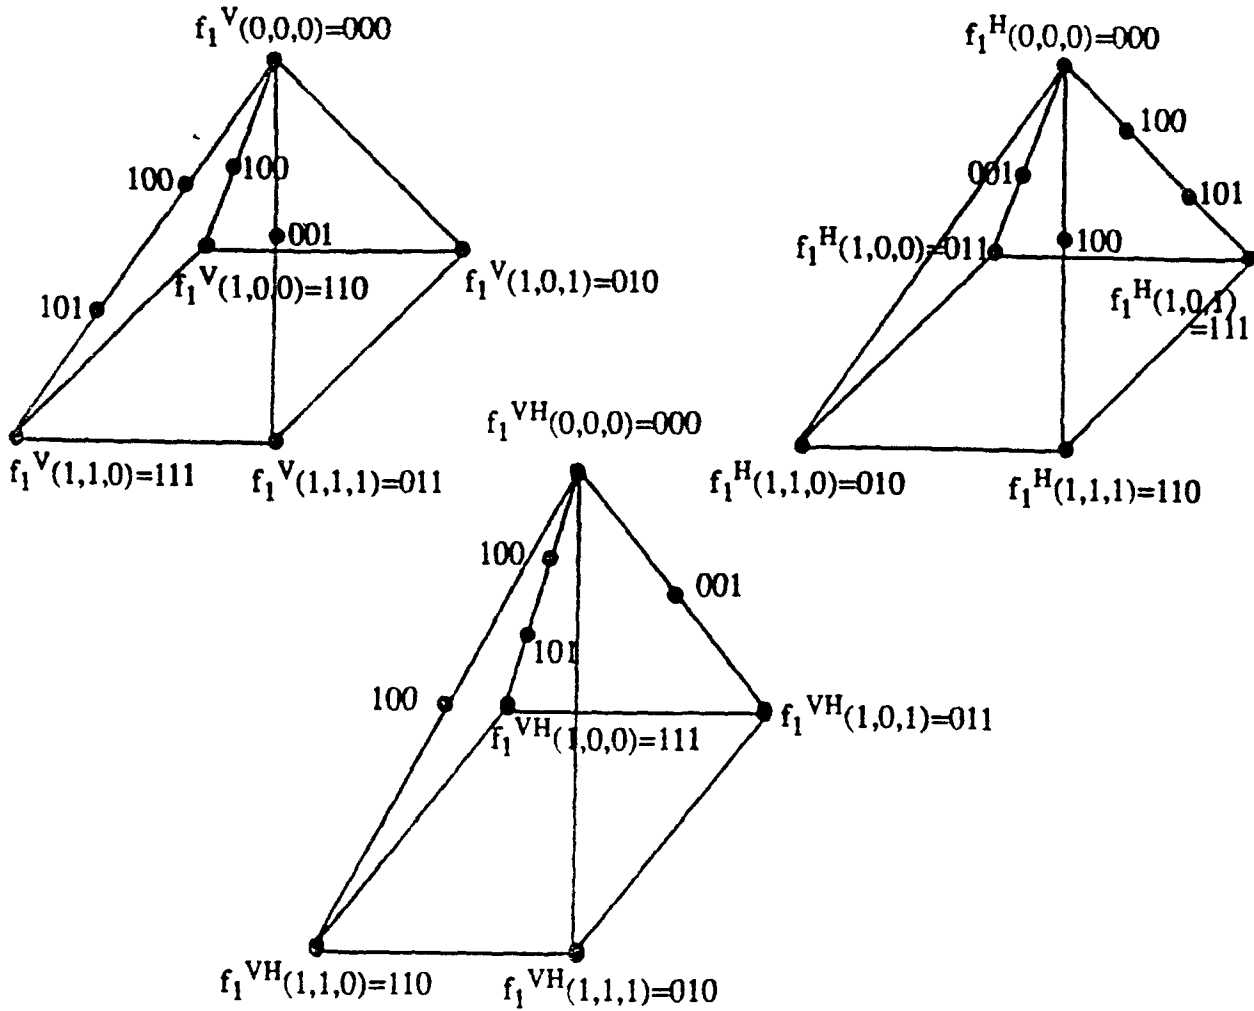 f₁ⱽ(0,0,0)=000
100
100
001
f₁ⱽ(1,0,0)=110
f₁ⱽ(1,0,1)=010
101
f₁ⱽ(1,1,0)=111
f₁ⱽ(1,1,1)=011
f₁ᴴ(0,0,0)=000
100
001
101
100
f₁ᴴ(1,0,0)=011
f₁ᴴ(1,0,1)
=111
f₁ᴴ(1,1,0)=010
f₁ᴴ(1,1,1)=110
f₁ⱽᴴ(0,0,0)=000
100
001
101
100
f₁ⱽᴴ(1,0,0)=111
f₁ⱽᴴ(1,0,1)=011
f₁ⱽᴴ(1,1,0)=110
f₁ⱽᴴ(1,1,1)=010